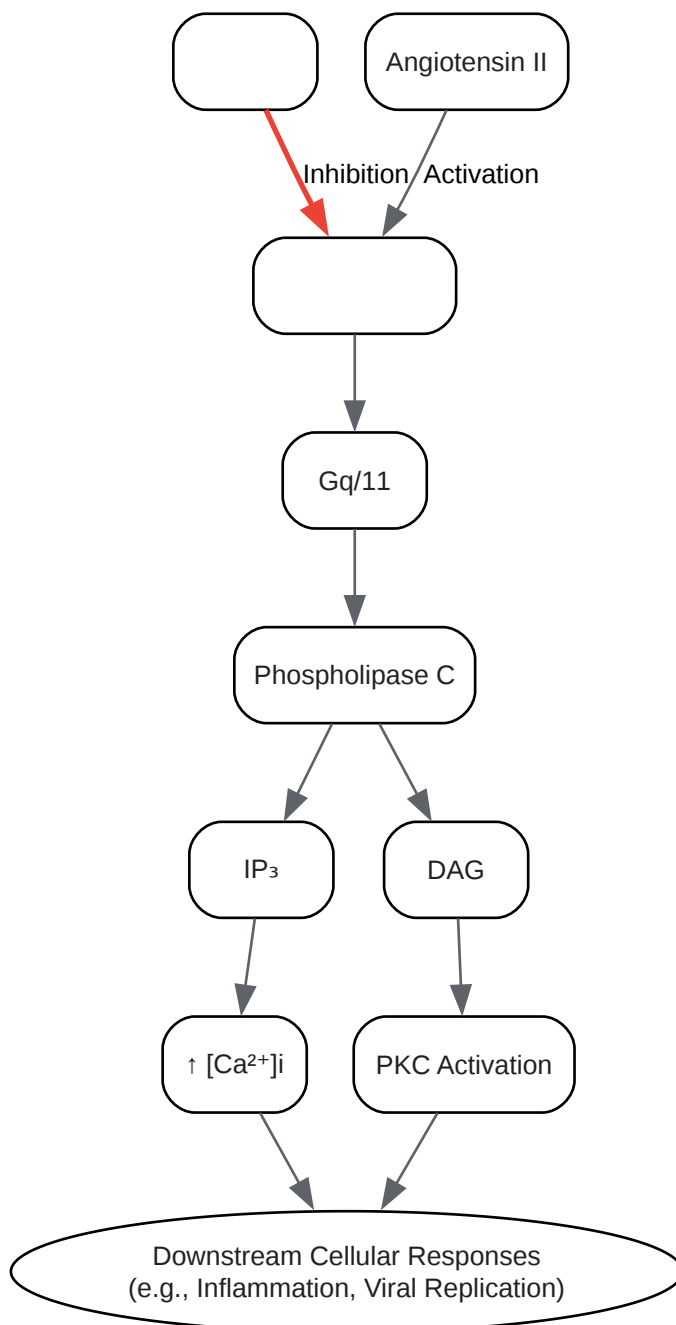 Angiotensin II
Inhibition
Activation
Gq/11
Phospholipase C
IP₃
DAG
↑ [Ca²⁺]i
PKC Activation
Downstream Cellular Responses
(e.g., Inflammation, Viral Replication)